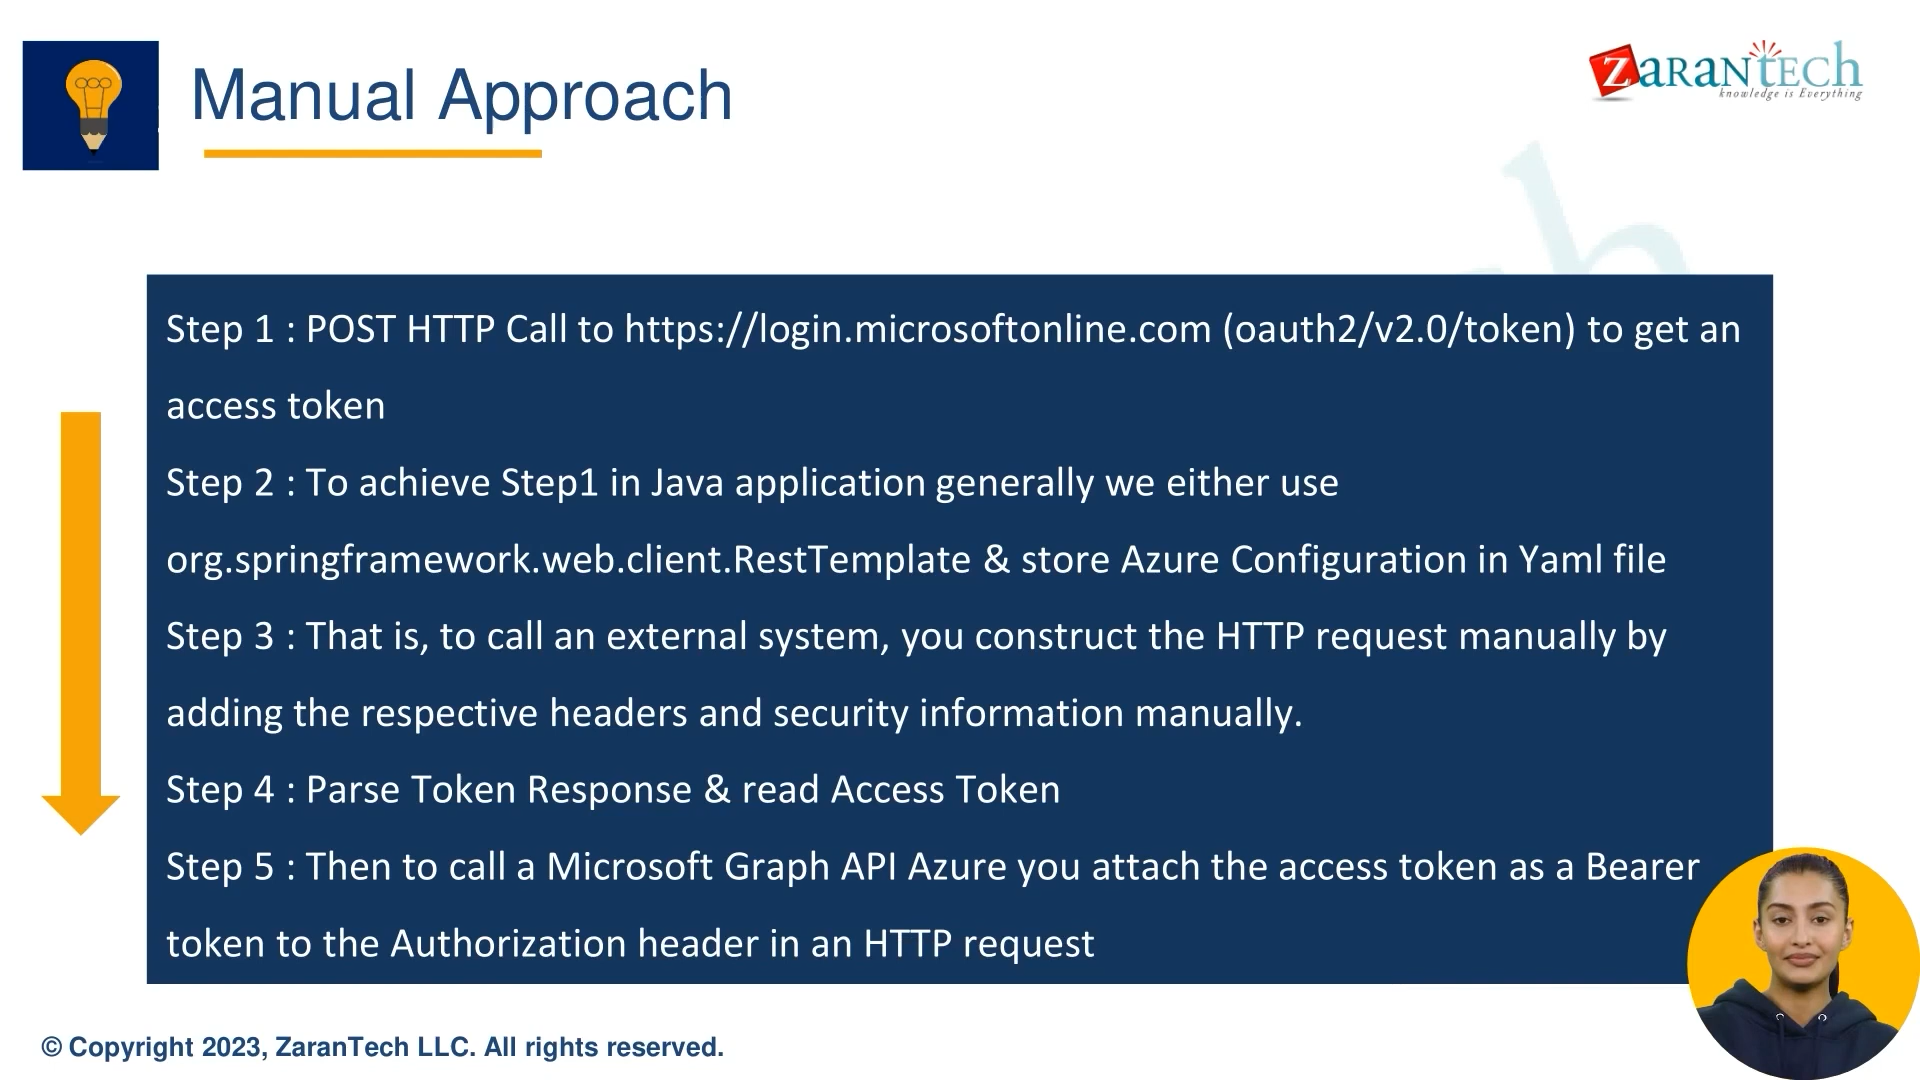 Manual Approach
ZARANTECH
knowledge is Everything
Step 1 : POST HTTP Call to https://login.microsoftonline.com (oauth2/v2.0/token) to get an
access token
Step 2 : To achieve Step1 in Java application generally we either use
org.springframework.web.client.RestTemplate & store Azure Configuration in Yaml file
Step 3 : That is, to call an external system, you construct the HTTP request manually by
adding the respective headers and security information manually.
Step 4 : Parse Token Response & read Access Token
Step 5 : Then to call a Microsoft Graph API Azure you attach the access token as a Bearer
token to the Authorization header in an HTTP request
© Copyright 2023, ZaranTech LLC. All rights reserved.